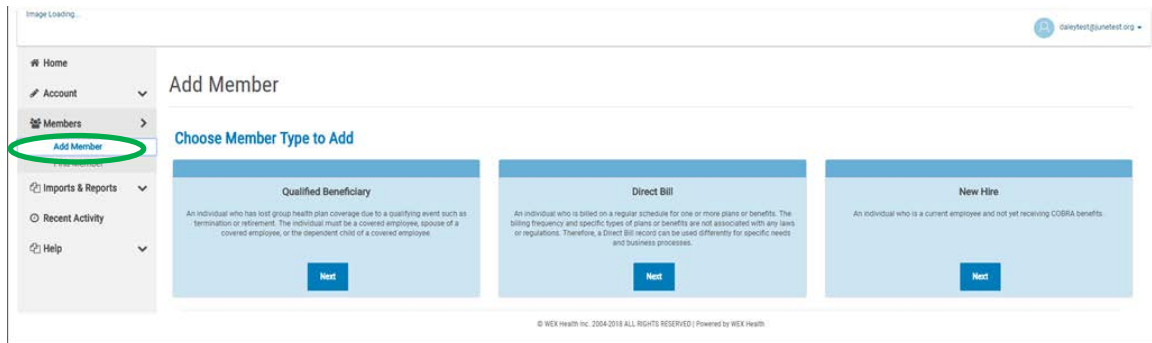 Image Loading...
daleytest@junetest.org
Home
Account
Members
Add Member
Find Member
Imports & Reports
Recent Activity
Help
Add Member
Choose Member Type to Add
Qualified Beneficiary
An individual who has lost group health plan coverage due to a qualifying event such as
termination or retirement. The individual must be a covered employee, spouse of a
covered employee, or the dependent child of a covered employee.
Next
Direct Bill
An individual who is billed on a regular schedule for one or more plans or benefits. The
billing frequency and specific types of plans or benefits are not associated with any laws
or regulations. Therefore, a Direct Bill record can be used differently for specific needs
and business processes.
Next
New Hire
An individual who is a current employee and not yet receiving COBRA benefits.
Next
© WEX Health Inc. 2004-2018 ALL RIGHTS RESERVED | Powered by WEX Health